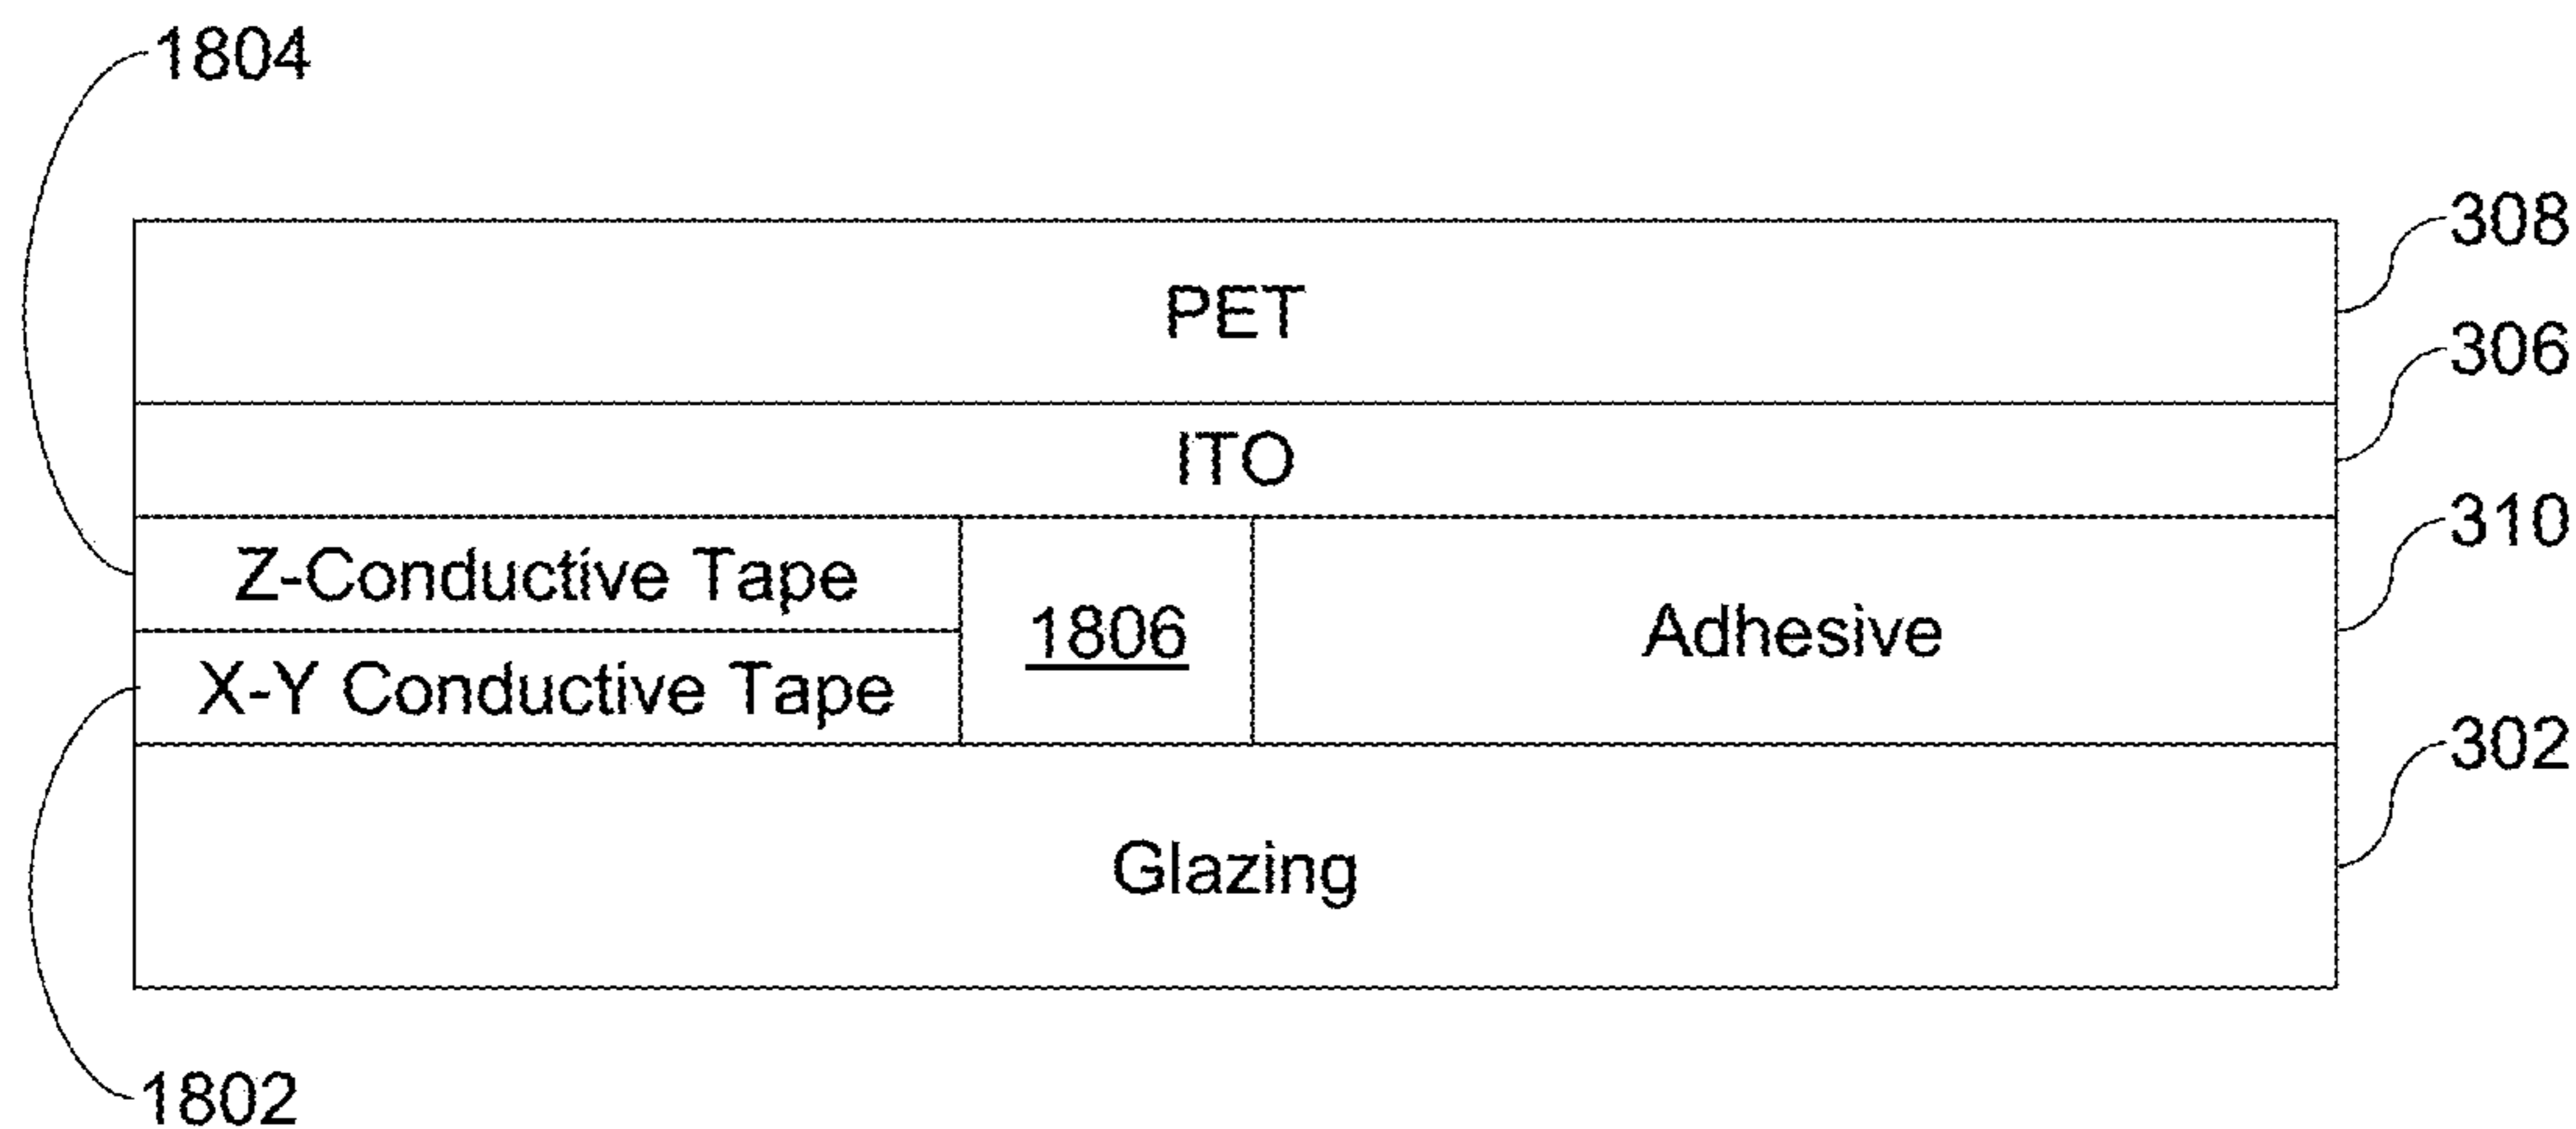 1804
308
PET
306
ITO
310
Z-Conductive Tape
1806
Adhesive
X-Y Conductive Tape
302
Glazing
1802